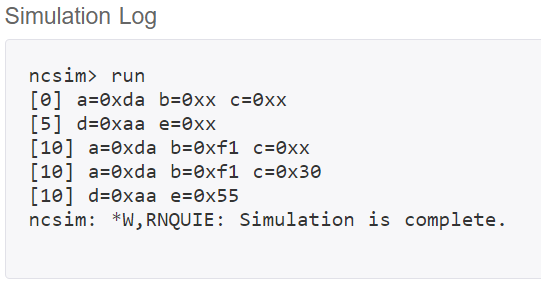 Simulation Log
ncsim> run
[0] a=0xda b=0xx c=0xx
[5] d=0xaa e=0xx
[10] a=0xda b=0xf1 c=0xx
[10] a=0xda b=0xf1 c=0x30
[10] d=0xaa e=0x55
ncsim: *W,RNQUIE: Simulation is complete.